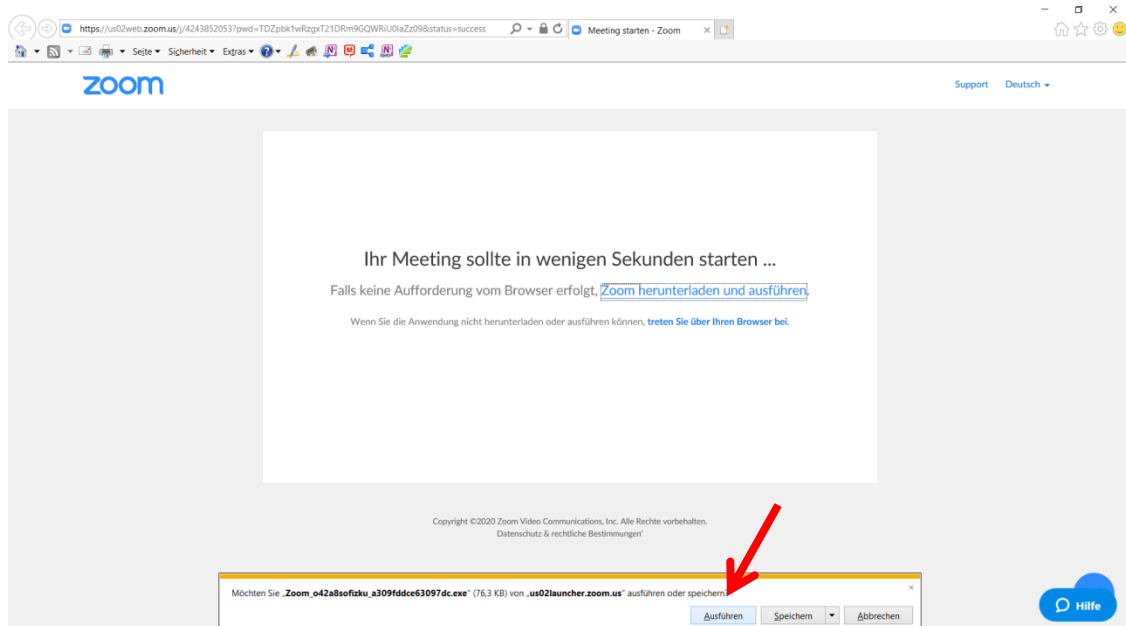 https://us02web.zoom.us/j/4243852053?pwd=TDZpbk1wRzgxT21DRm9GQWRiU0laZz09&status=success
Meeting starten - Zoom
Seite Sicherheit Extras
zoom
Support Deutsch
Ihr Meeting sollte in wenigen Sekunden starten ...
Falls keine Aufforderung vom Browser erfolgt, Zoom herunterladen und ausführen.
Wenn Sie die Anwendung nicht herunterladen oder ausführen können, treten Sie über Ihren Browser bei.
Copyright ©2020 Zoom Video Communications, Inc. Alle Rechte vorbehalten.
Datenschutz & rechtliche Bestimmungen'
Möchten Sie „Zoom_o42a8sofizku_a309fddce63097dc.exe“ (76,3 KB) von „us02launcher.zoom.us“ ausführen oder speichern?
Ausführen Speichern Abbrechen
Hilfe